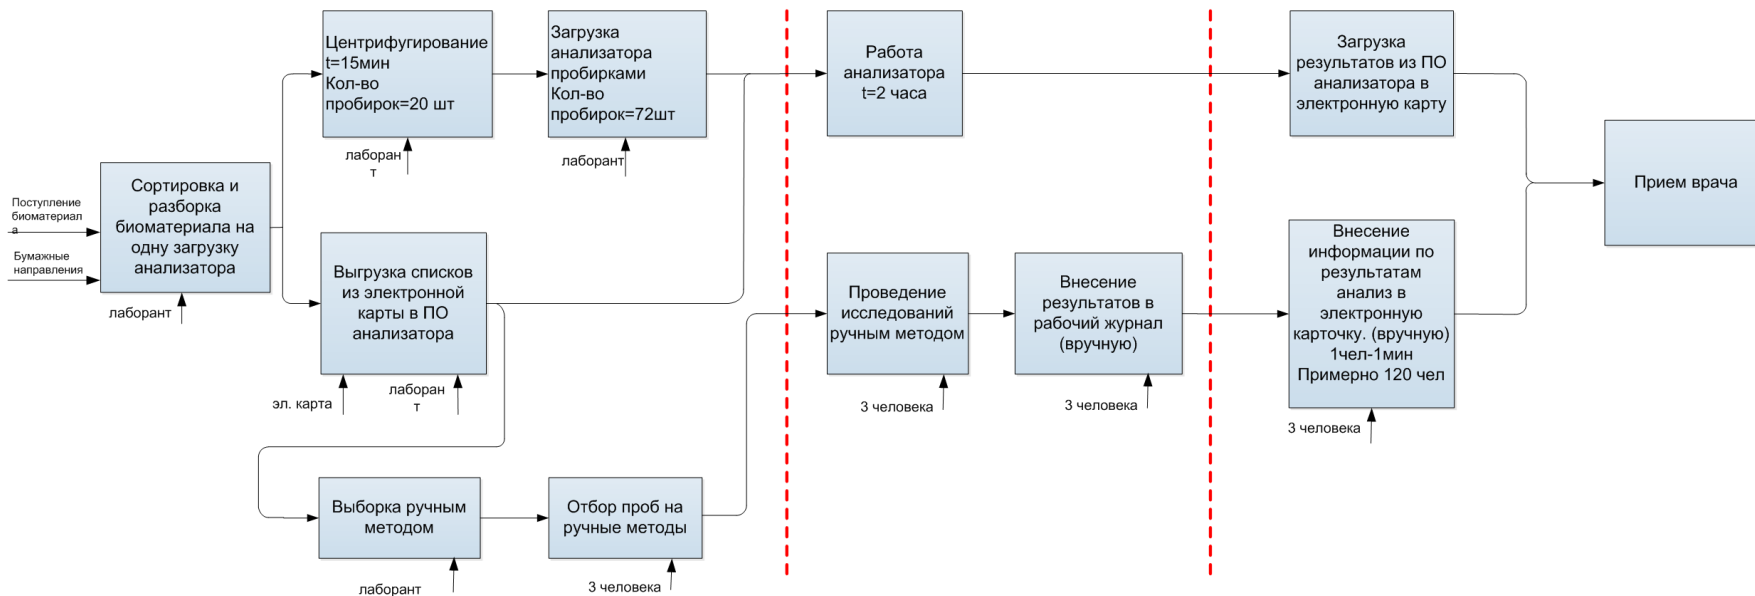 Поступление
биоматериал
а
Бумажные
направления
Сортировка и
разборка
биоматериала на
одну загрузку
анализатора
лаборант
Центрифугирование
t=15мин
Кол-во
пробирок=20 шт
лаборан
т
Загрузка
анализатора
пробирками
Кол-во
пробирок=72шт
лаборант
Выгрузка списков
из электронной
карты в ПО
анализатора
эл. карта
лаборан
т
Выборка ручным
методом
лаборант
Отбор проб на
ручные методы
3 человека
Работа
анализатора
t=2 часа
Проведение
исследований
ручным методом
3 человека
Внесение
результатов в
рабочий журнал
(вручную)
3 человека
Загрузка
результатов из ПО
анализатора в
электронную карту
Внесение
информации по
результатам
анализ в
электронную
карточку. (вручную)
1чел-1мин
Примерно 120 чел
3 человека
Прием врача